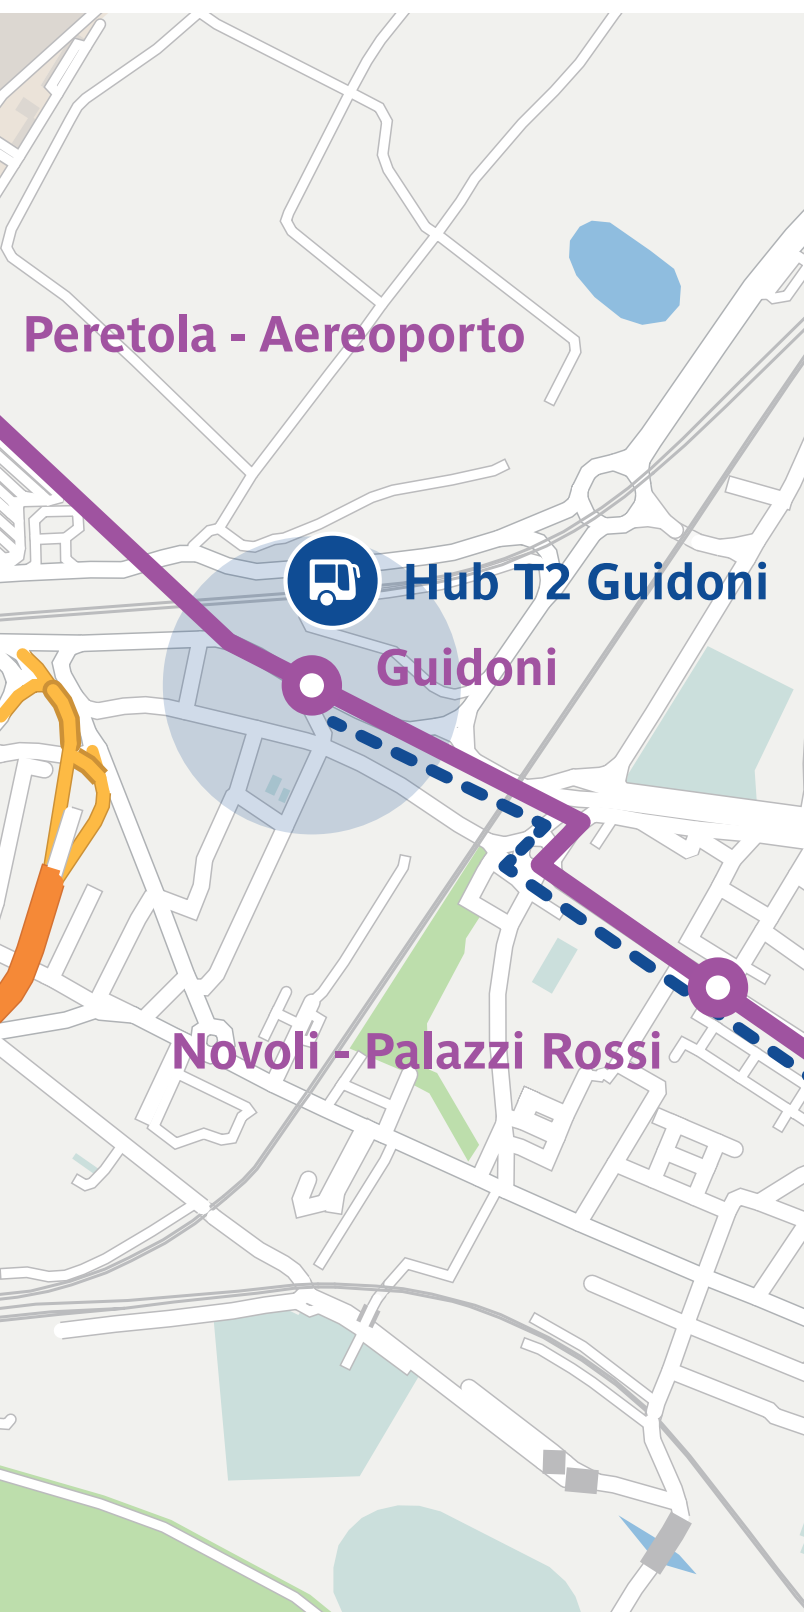 Peretola - Aereoporto
Hub T2 Guidoni
Guidoni
Novoli - Palazzi Rossi